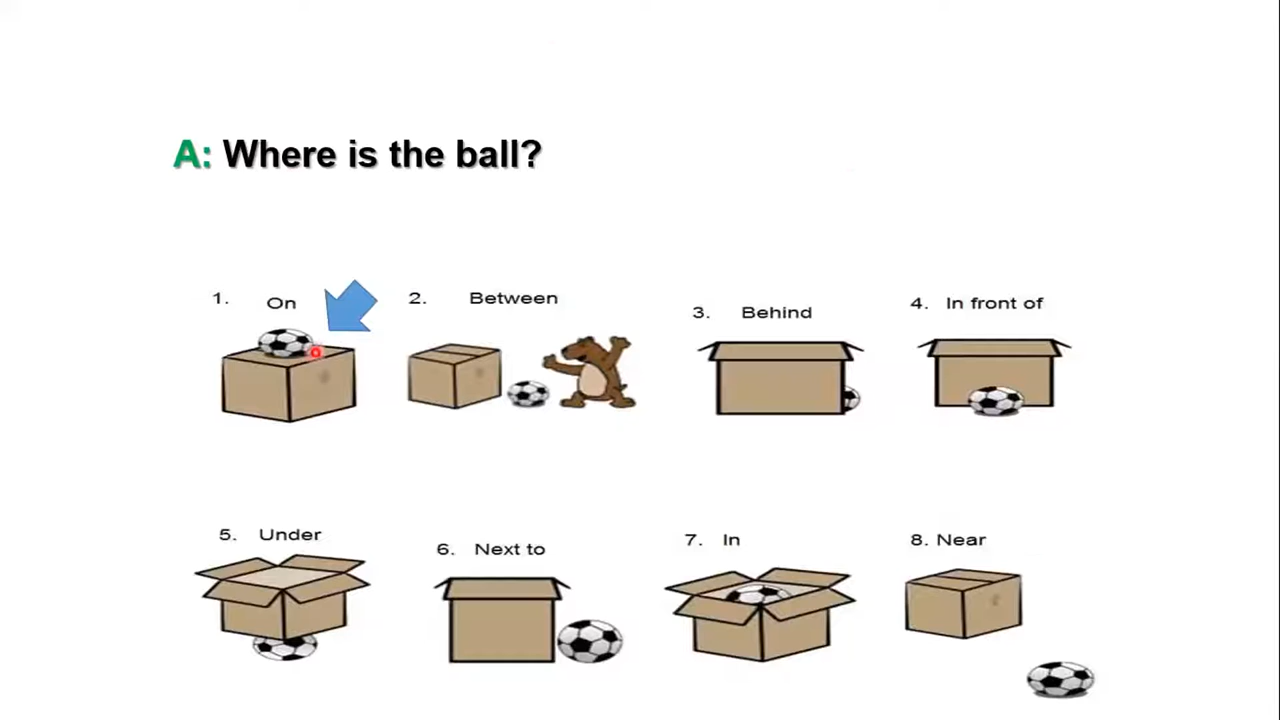 A: Where is the ball?
1. On
2. Between
3. Behind
4. In front of
5. Under
6. Next to
7. In
8. Near